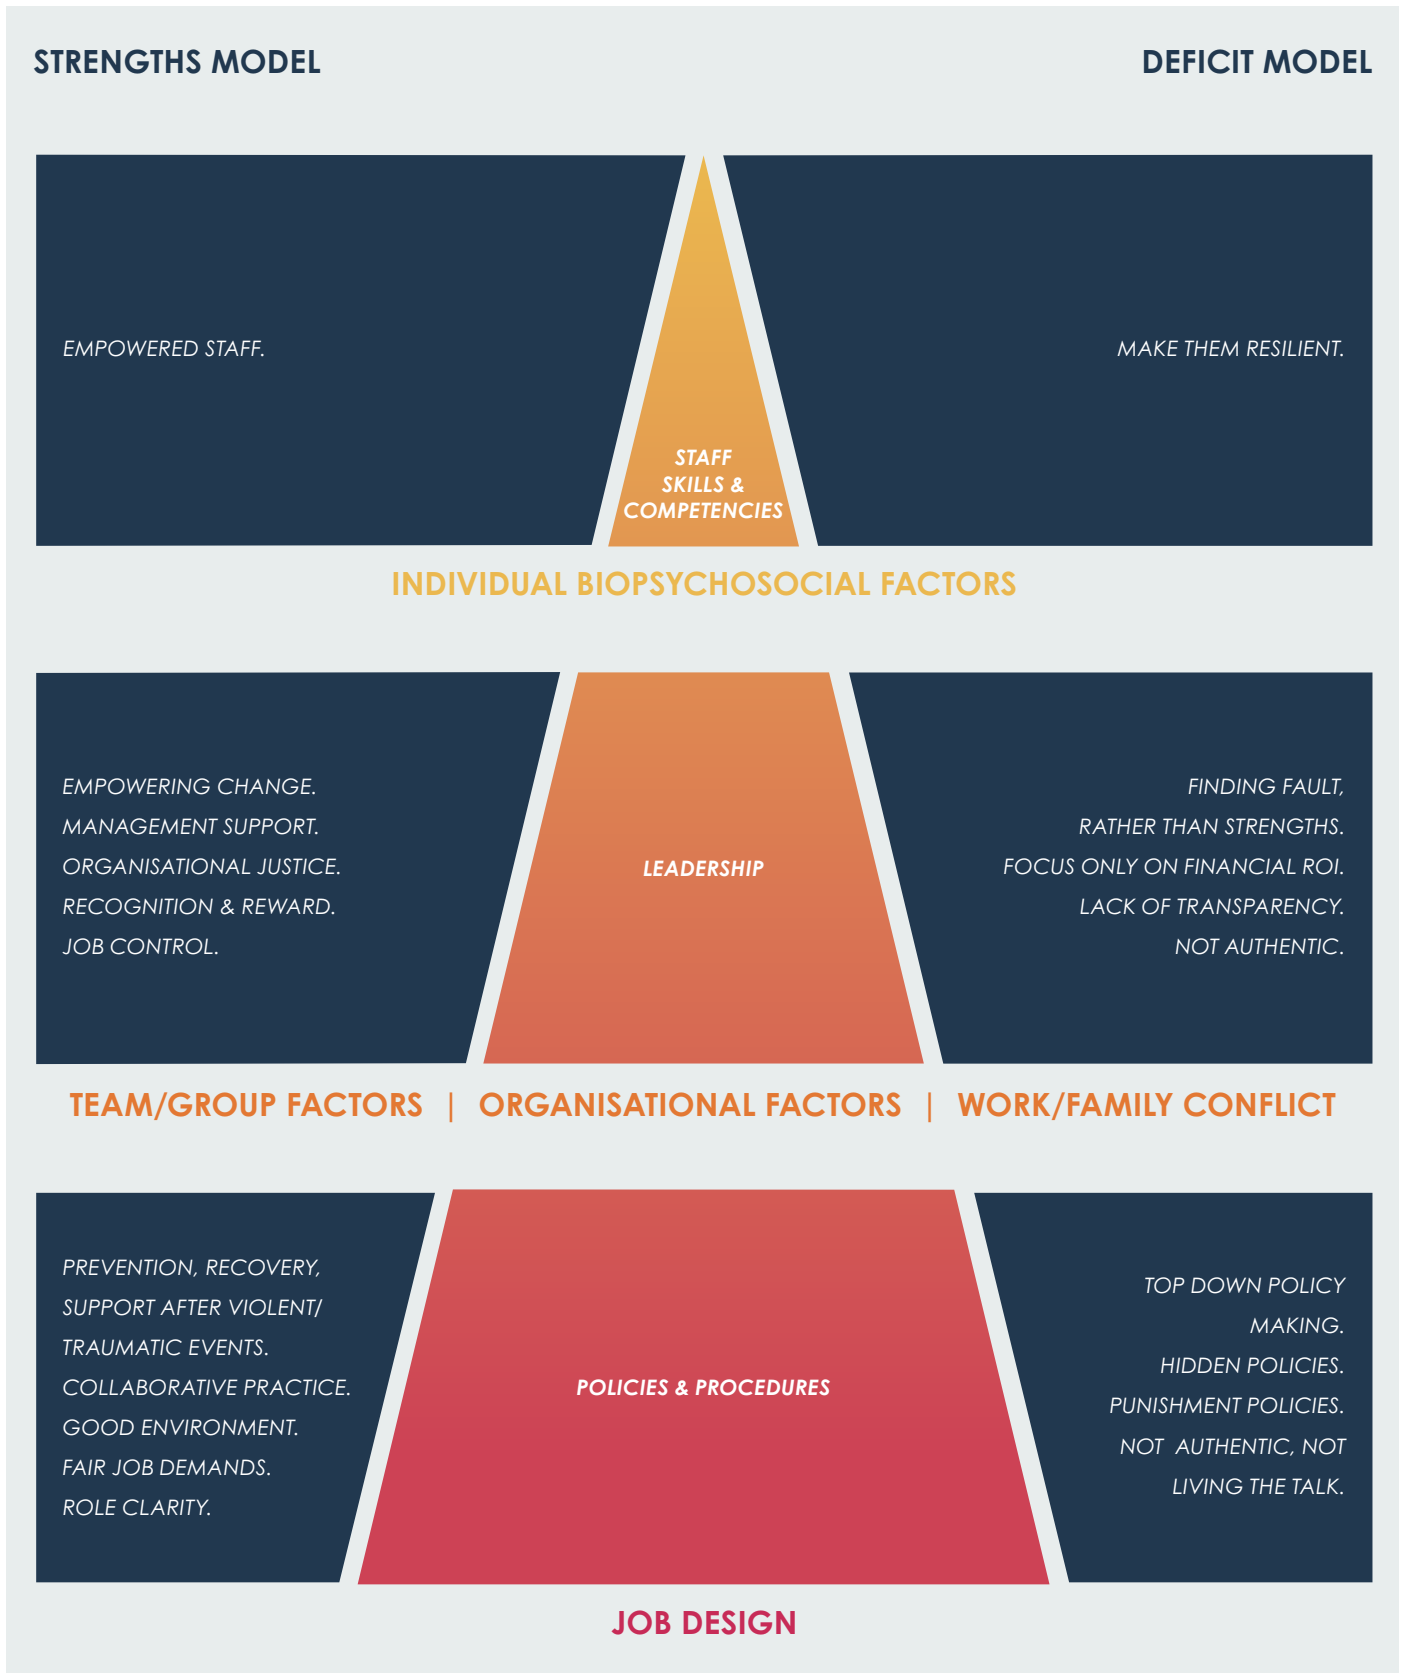 STRENGTHS MODEL
DEFICIT MODEL
EMPOWERED STAFF.
STAFF
SKILLS &
COMPETENCIES
MAKE THEM RESILIENT.
INDIVIDUAL BIOPSYCHOSOCIAL FACTORS
EMPOWERING CHANGE.
MANAGEMENT SUPPORT.
ORGANISATIONAL JUSTICE.
RECOGNITION & REWARD.
JOB CONTROL.
LEADERSHIP
FINDING FAULT,
RATHER THAN STRENGTHS.
FOCUS ONLY ON FINANCIAL ROI.
LACK OF TRANSPARENCY.
NOT AUTHENTIC.
TEAM/GROUP FACTORS | ORGANISATIONAL FACTORS | WORK/FAMILY CONFLICT
PREVENTION, RECOVERY,
SUPPORT AFTER VIOLENT/
TRAUMATIC EVENTS.
COLLABORATIVE PRACTICE.
GOOD ENVIRONMENT.
FAIR JOB DEMANDS.
ROLE CLARITY.
POLICIES & PROCEDURES
TOP DOWN POLICY
MAKING.
HIDDEN POLICIES.
PUNISHMENT POLICIES.
NOT AUTHENTIC, NOT
LIVING THE TALK.
JOB DESIGN